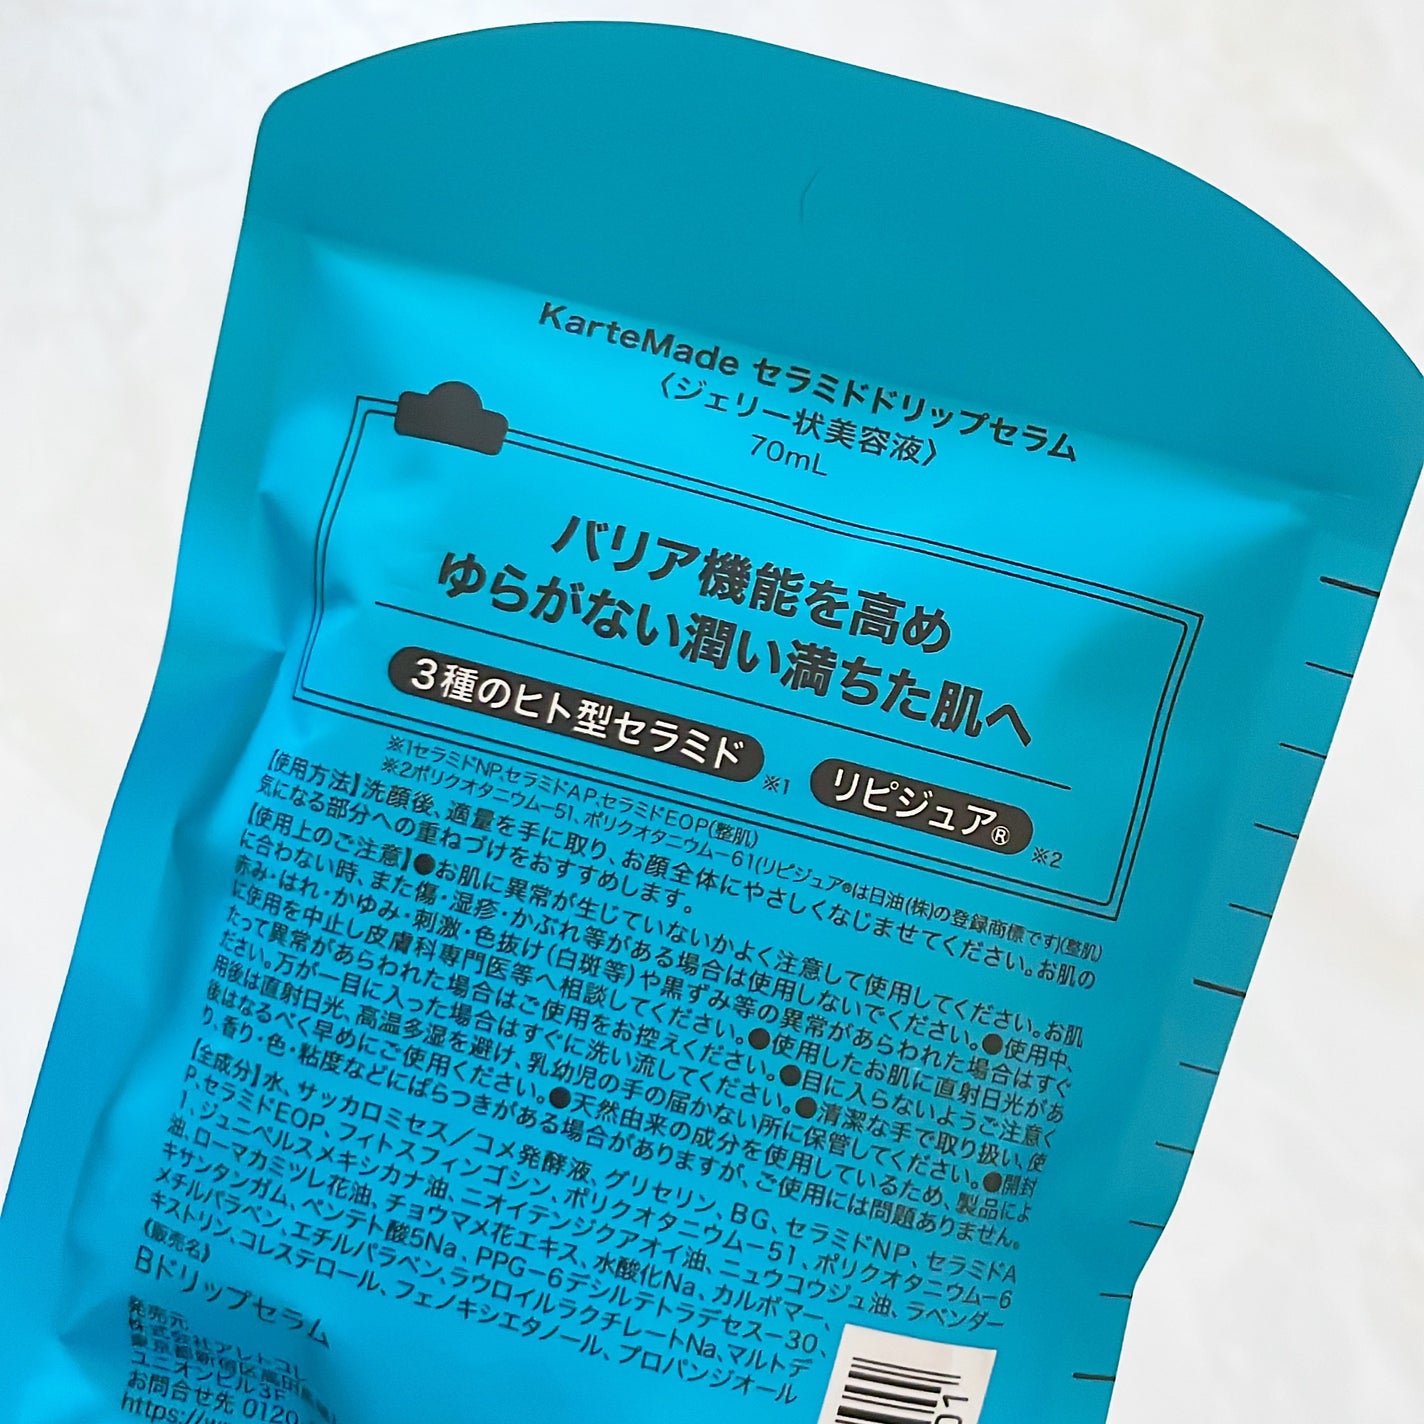 KarteMade セラミドドリップセラム
〈ジェリー状美容液〉
70mL
バリア機能を高め
ゆらがない潤い満ちた肌へ
3種のヒト型セラミド ※1 リピジュア® ※2
※1セラミドNP、セラミドAP、セラミドEOP(整肌)
※2ポリクオタニウムー51、ポリクオタニウムー61(リピジュア®は日油(株)の登録商標です)(整肌)
【使用方法】洗顔後、適量を手に取り、お顔全体にやさしくなじませてください。お肌の
気になる部分への重ねづけをおすすめします。
【使用上のご注意】●お肌に異常が生じていないかよく注意して使用してください。お肌
に合わない時、また傷・湿疹・かぶれ等がある場合は使用しないでください。●使用中、
赤み・はれ・かゆみ・刺激・色抜け(白斑等)や黒ずみ等の異常があらわれた場合はすぐ
に使用を中止し皮膚科専門医等へ相談してください。●使用したお肌に直射日光があ
たって異常があらわれた場合はご使用をお控えください。●目に入らないようご注意く
ださい。万が一目に入った場合はすぐに洗い流してください。●清潔な手で取り扱い、使
用後は直射日光、高温多湿を避け、乳幼児の手の届かない所に保管してください。●開封
後はなるべく早めにご使用ください。●天然由来の成分を使用しているため、製品によ
り、香り・色・粘度などにばらつきがある場合がありますが、ご使用には問題ありません。
【全成分】水、サッカロミセス／コメ発酵液、グリセリン、BG、セラミドNP、セラミドA
P、セラミドEOP、フィトスフィンゴシン、ポリクオタニウムー51、ポリクオタニウムー6
1、ジュニペルスメキシカナ油、ニオイテンジクアオイ油、ニュウコウジュ油、ラベンダー
油、ローマカミツレ花油、チョウマメ花エキス、水酸化Na、カルボマー、
キサンタンガム、ペンテト酸5Na、PPG－6デシルテトラデセスー30、
メチルパラベン、エチルパラベン、ラウロイルラクチレートNa、マルトデ
キストリン、コレステロール、フェノキシエタノール、プロパンジオール
〈販売名〉
Bドリップセラム
発売元
株式会社アレトコレ
東京都新宿区高田馬
ユニオンビル3F
お問合せ先 0120
https://w